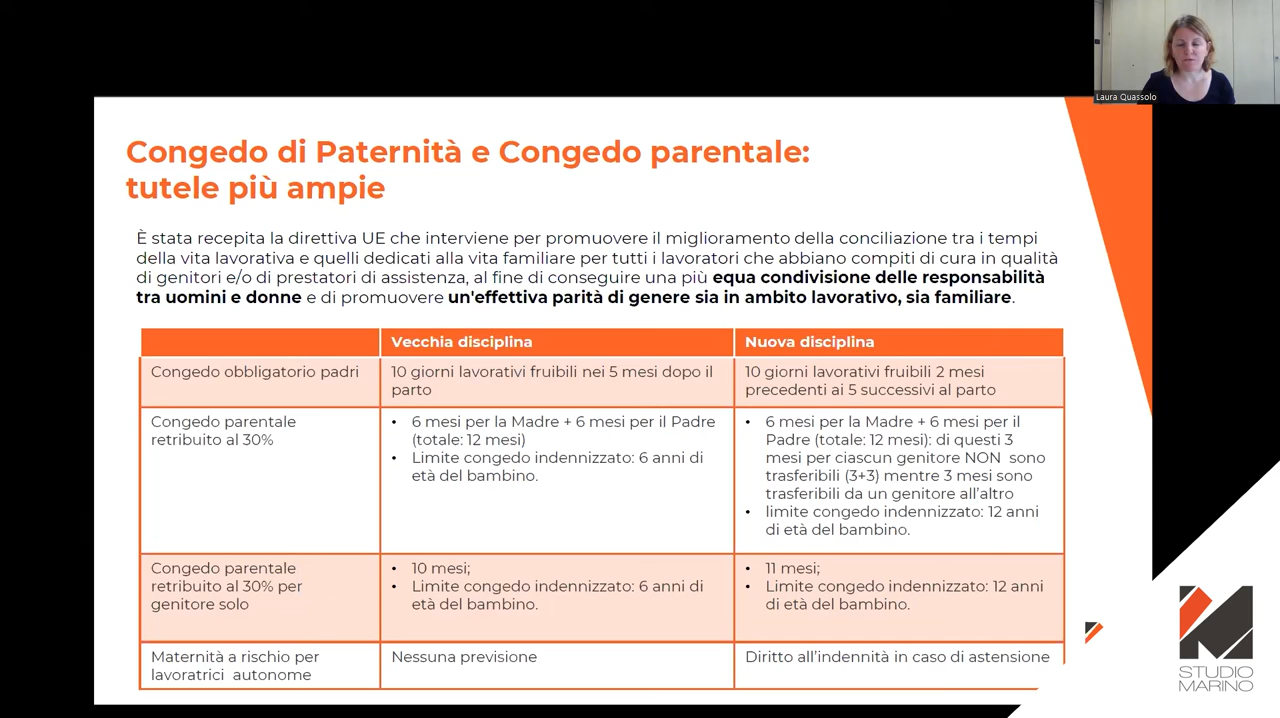 Laura Quassolo
Congedo di Paternità e Congedo parentale:
tutele più ampie
È stata recepita la direttiva UE che interviene per promuovere il miglioramento della conciliazione tra i tempi
della vita lavorativa e quelli dedicati alla vita familiare per tutti i lavoratori che abbiano compiti di cura in qualità
di genitori e/o di prestatori di assistenza, al fine di conseguire una più equa condivisione delle responsabilità
tra uomini e donne e di promuovere un'effettiva parità di genere sia in ambito lavorativo, sia familiare.
Vecchia disciplina
Nuova disciplina
Congedo obbligatorio padri
10 giorni lavorativi fruibili nei 5 mesi dopo il
parto
10 giorni lavorativi fruibili 2 mesi
precedenti ai 5 successivi al parto
Congedo parentale
retribuito al 30%
• 6 mesi per la Madre + 6 mesi per il Padre
(totale: 12 mesi)
• Limite congedo indennizzato: 6 anni di
età del bambino.
• 6 mesi per la Madre + 6 mesi per il
Padre (totale: 12 mesi): di questi 3
mesi per ciascun genitore NON sono
trasferibili (3+3) mentre 3 mesi sono
trasferibili da un genitore all'altro
• limite congedo indennizzato: 12 anni
di età del bambino.
Congedo parentale
retribuito al 30% per
genitore solo
• 10 mesi;
• Limite congedo indennizzato: 6 anni di
età del bambino.
• 11 mesi;
• Limite congedo indennizzato: 12 anni
di età del bambino.
Maternità a rischio per
lavoratrici autonome
Nessuna previsione
Diritto all'indennità in caso di astensione
STUDIO
MARINO